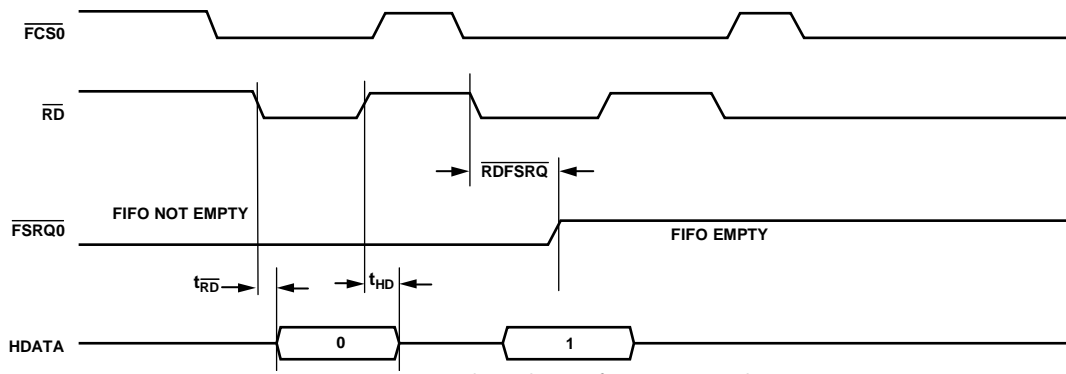 FCS0
RD
RDFSRQ
FIFO NOT EMPTY
FSRQ0
FIFO EMPTY
tRD
tHD
HDATA
0
1